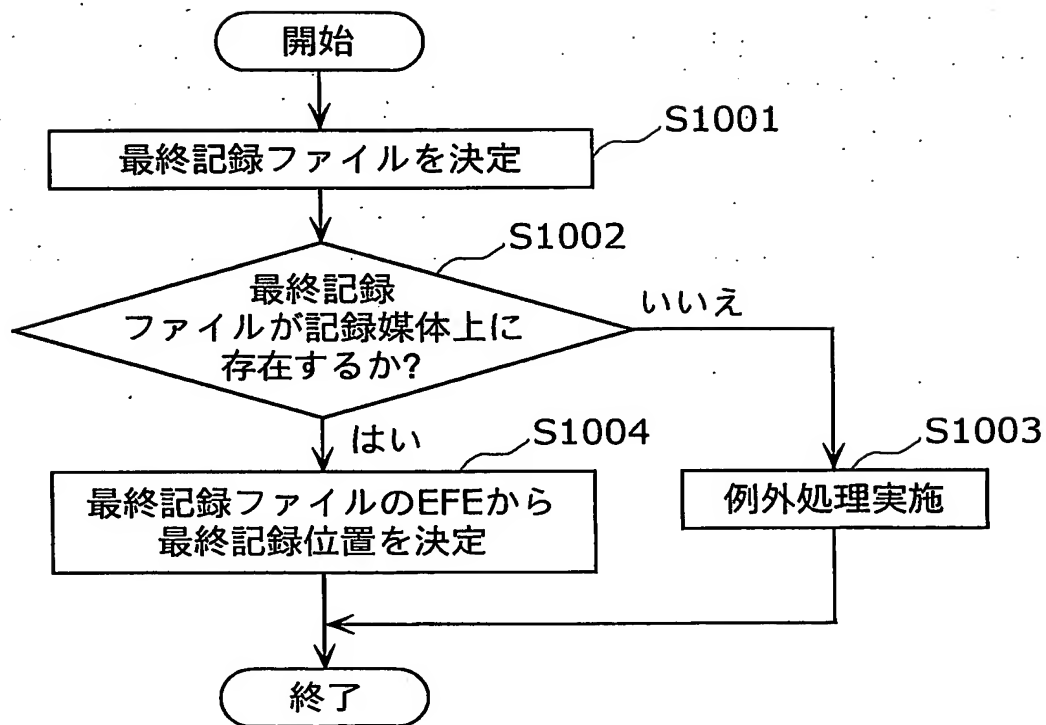 開始
S1001
最終記録ファイルを決定
S1002
最終記録
ファイルが記録媒体上に
存在するか?
いいえ
はい
S1004
S1003
最終記録ファイルのEFEから
最終記録位置を決定
例外処理実施
終了